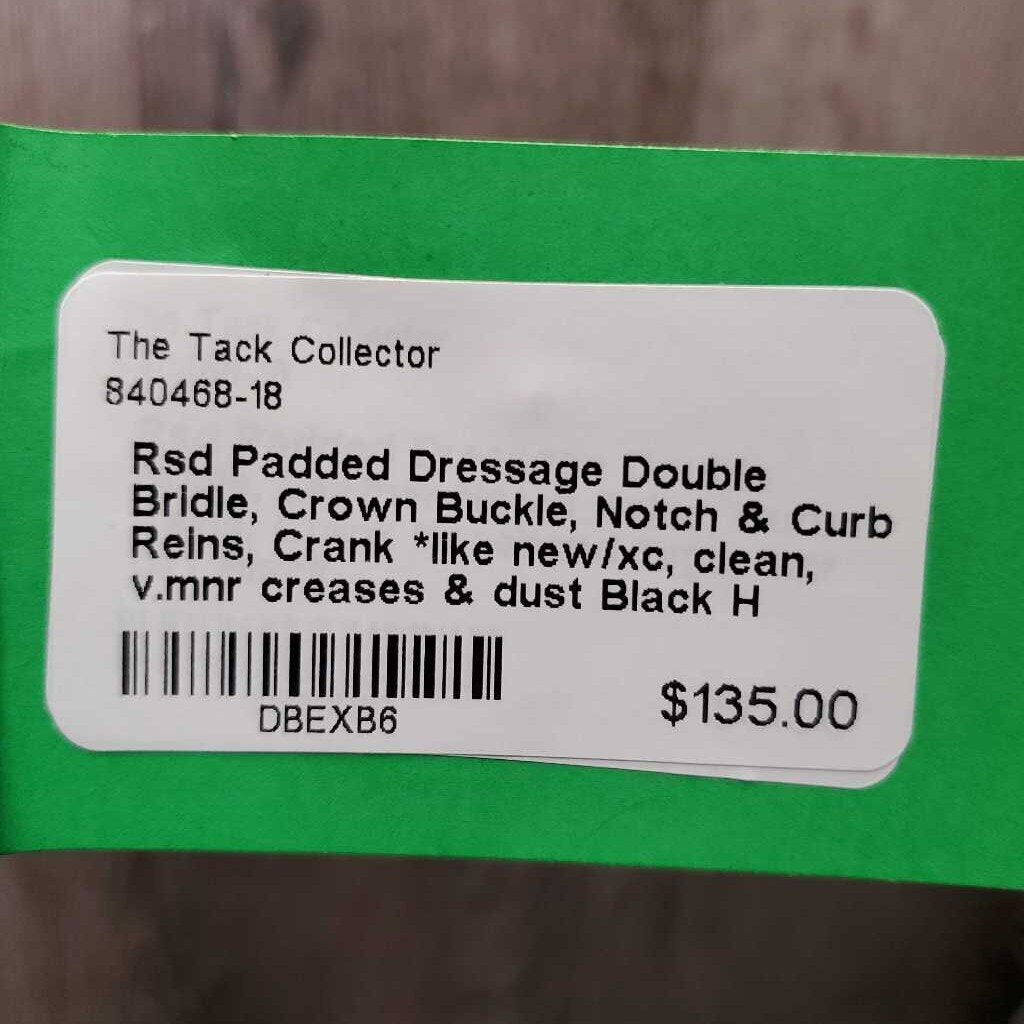 The Tack Collector
840468-18
Rsd Padded Dressage Double
Bridle, Crown Buckle, Notch & Curb
Reins, Crank *like new/xc, clean,
v.mnr creases & dust Black H
DBEXB6
$135.00